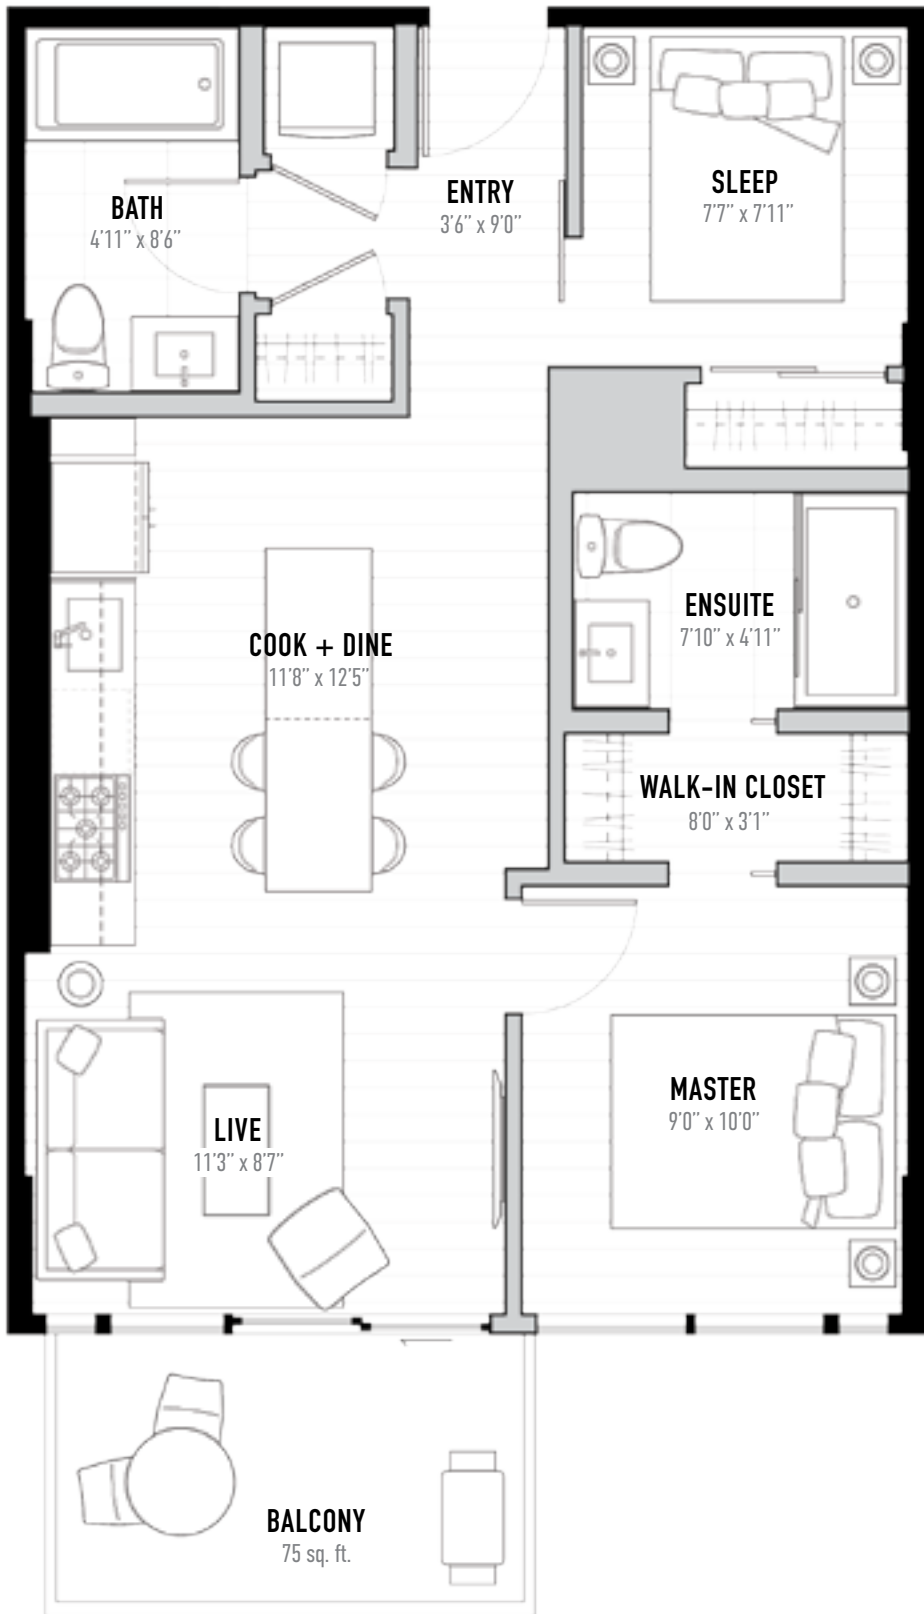 BATH
4'11" x 8'6"
ENTRY
3'6" x 9'0"
SLEEP
7'7" x 7'11"
COOK + DINE
11'8" x 12'5"
ENSUITE
7'10" x 4'11"
WALK-IN CLOSET
8'0" x 3'1"
LIVE
11'3" x 8'7"
MASTER
9'0" x 10'0"
BALCONY
75 sq. ft.